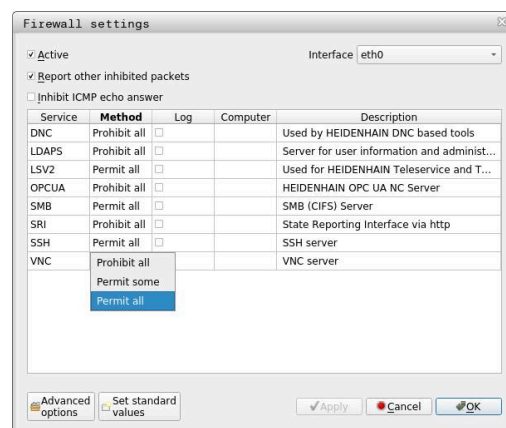 Firewall settings
Active
Interface eth0
Report other inhibited packets
Inhibit ICMP echo answer
Service Method Log Computer Description
DNC Prohibit all Used by HEIDENHAIN DNC based tools
LDAPS Prohibit all Server for user information and administ...
LSV2 Permit all Used for HEIDENHAIN Teleservice and T...
OPCUA Prohibit all HEIDENHAIN OPC UA NC Server
SMB Permit all SMB (CIFS) Server
SRI Prohibit all State Reporting Interface via http
SSH Permit all SSH server
VNC Prohibit all VNC server
Permit some
Permit all
Advanced options
Set standard values
Apply
Cancel
OK